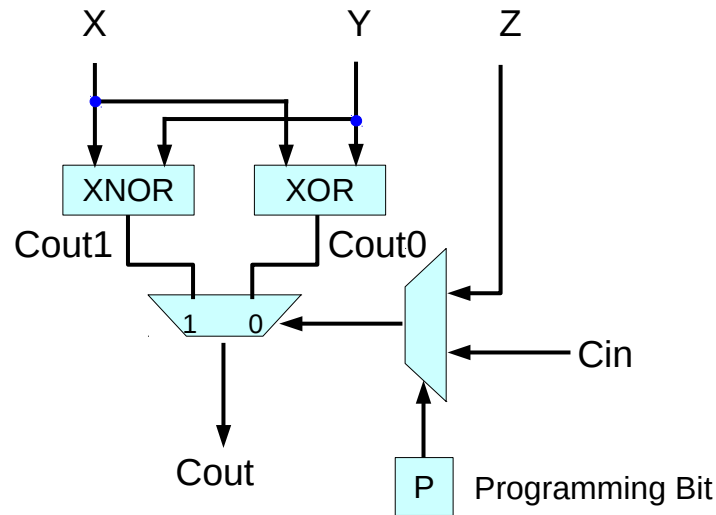 X Y Z
XNOR XOR
Cout1 Cout0
1 0
Cin
Cout
P Programming Bit